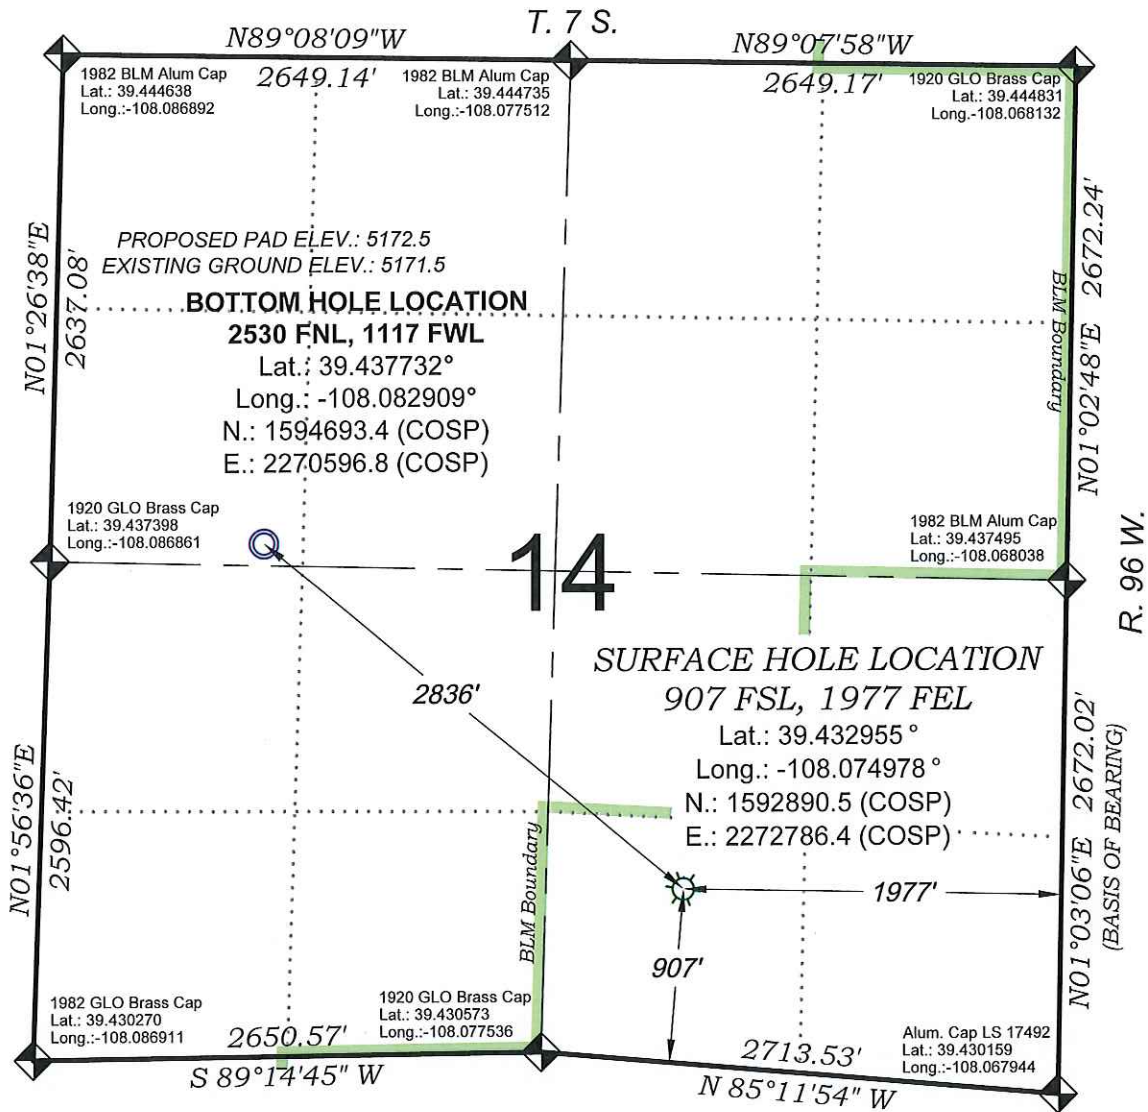 T. 7 S.
N89°08'09"W
N89°07'58"W
2649.14'
2649.17'
1982 BLM Alum Cap
Lat.: 39.444638
Long.:-108.086892
1982 BLM Alum Cap
Lat.: 39.444735
Long.:-108.077512
1920 GLO Brass Cap
Lat.: 39.444831
Long.-108.068132
N01°26'38"E
2637.08'
PROPOSED PAD ELEV.: 5172.5
EXISTING GROUND ELEV.: 5171.5
BOTTOM HOLE LOCATION
2530 FNL, 1117 FWL
Lat.: 39.437732°
Long.: -108.082909°
N.: 1594693.4 (COSP)
E.: 2270596.8 (COSP)
BLM Boundary
N01°02'48"E 2672.24'
1920 GLO Brass Cap
Lat.: 39.437398
Long.:-108.086861
14
1982 BLM Alum Cap
Lat.: 39.437495
Long.:-108.068038
R. 96 W.
SURFACE HOLE LOCATION
907 FSL, 1977 FEL
Lat.: 39.432955°
Long.: -108.074978°
N.: 1592890.5 (COSP)
E.: 2272786.4 (COSP)
2836'
N01°56'36"E
2596.42'
BLM Boundary
1977'
907'
N01°03'06"E 2672.02'
(BASIS OF BEARING)
1982 GLO Brass Cap
Lat.: 39.430270
Long.:-108.086911
1920 GLO Brass Cap
Lat.: 39.430573
Long.:-108.077536
Alum. Cap LS 17492
Lat.: 39.430159
Long.:-108.067944
2650.57'
S 89°14'45" W
2713.53'
N 85°11'54" W